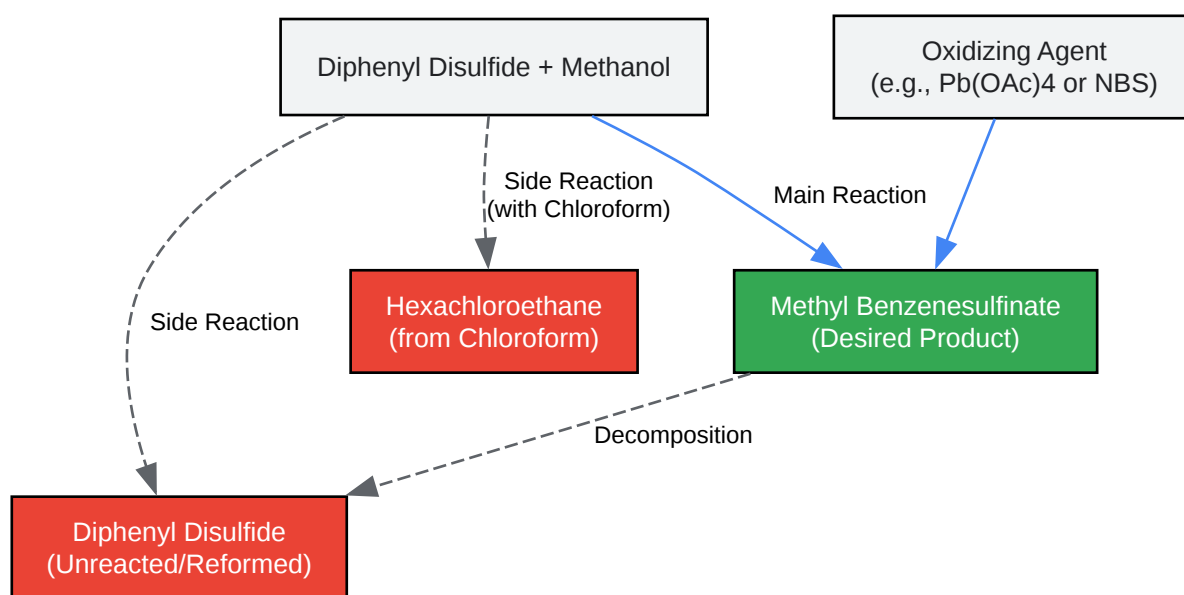 Diphenyl Disulfide + Methanol
Oxidizing Agent
(e.g., Pb(OAc)4 or NBS)
Side Reaction
(with Chloroform)
Main Reaction
Hexachloroethane
(from Chloroform)
Methyl Benzenesulfinate
(Desired Product)
Side Reaction
Decomposition
Diphenyl Disulfide
(Unreacted/Reformed)